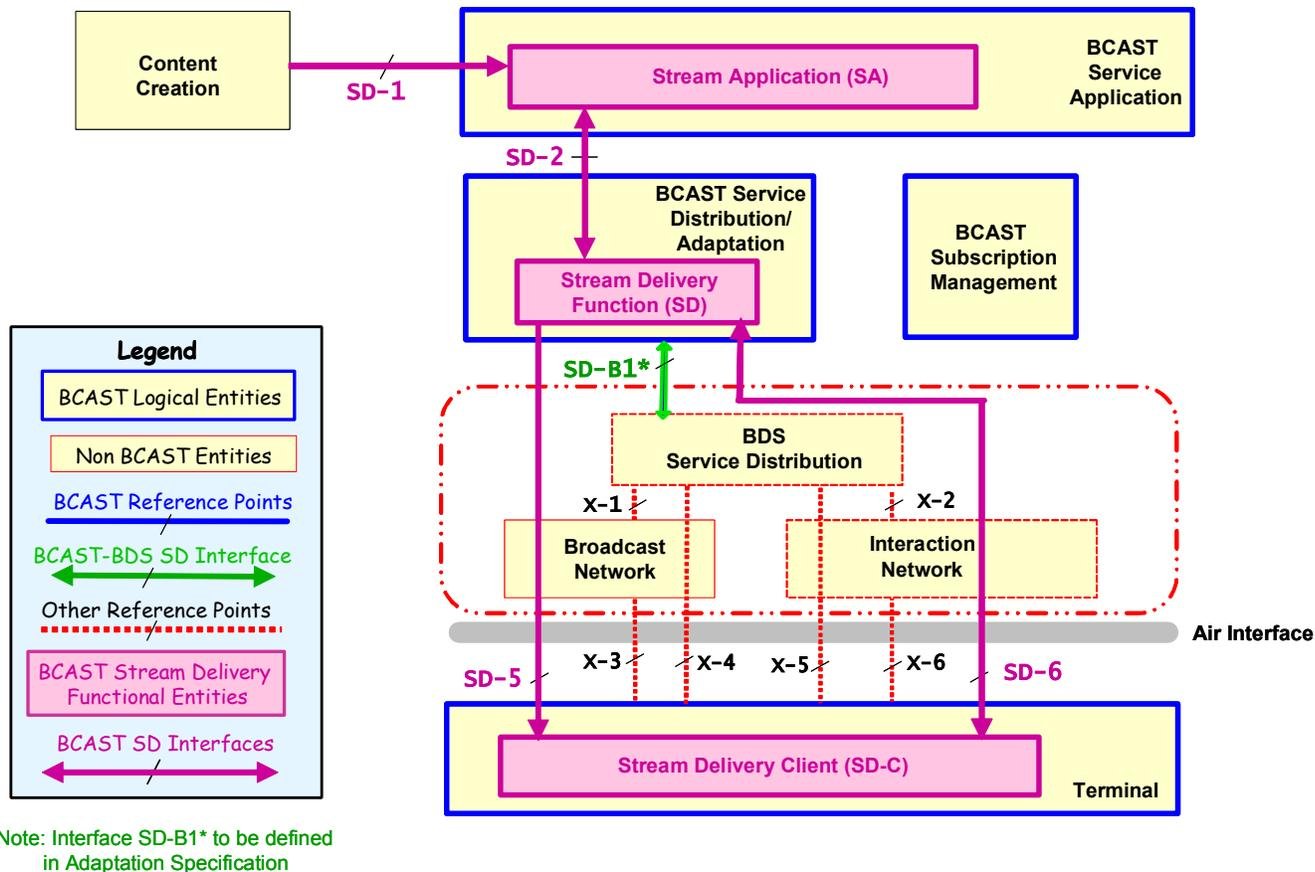 Content
Creation
SD-1
Stream Application (SA)
BCAST
Service
Application
SD-2
BCAST Service
Distribution/
Adaptation
Stream Delivery
Function (SD)
BCAST
Subscription
Management
SD-B1*
BDS
Service Distribution
X-1
X-2
Broadcast
Network
Interaction
Network
Air Interface
X-3
X-4
X-5
X-6
SD-5
SD-6
Stream Delivery Client (SD-C)
Terminal
Legend
BCAST Logical Entities
Non BCAST Entities
BCAST Reference Points
BCAST-BDS SD Interface
Other Reference Points
BCAST Stream Delivery
Functional Entities
BCAST SD Interfaces
Note: Interface SD-B1* to be defined
in Adaptation Specification